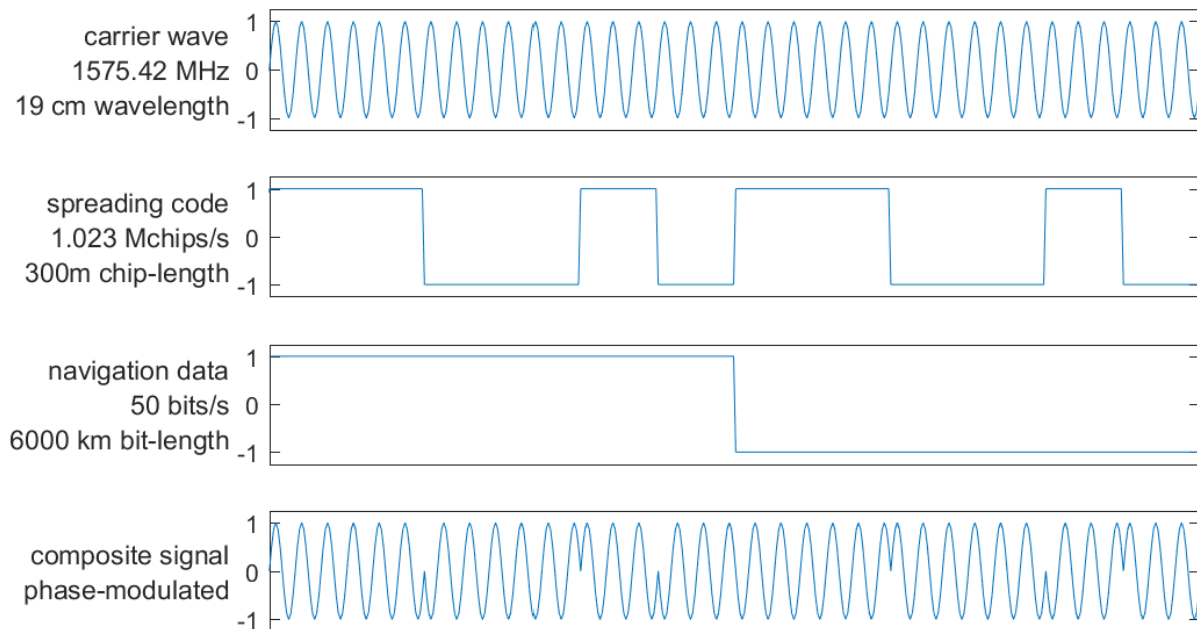 carrier wave
1575.42 MHz
19 cm wavelength
1
0
-1
spreading code
1.023 Mchips/s
300m chip-length
1
0
-1
navigation data
50 bits/s
6000 km bit-length
1
0
-1
composite signal
phase-modulated
1
0
-1